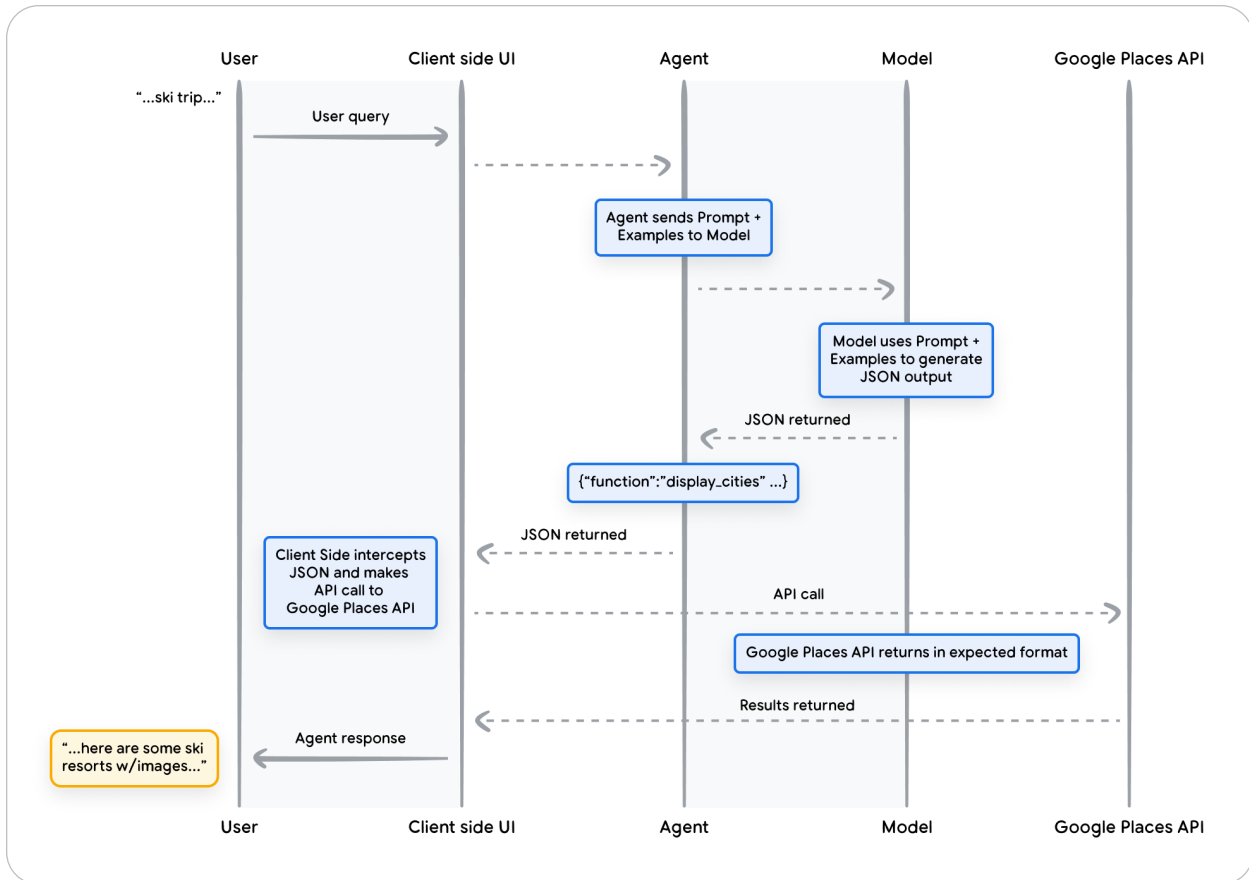 User
Client side UI
Agent
Model
Google Places API
“...ski trip...”
User query
Agent sends Prompt +
Examples to Model
Model uses Prompt +
Examples to generate
JSON output
JSON returned
{“function”:”display_cities” ...}
JSON returned
Client Side intercepts
JSON and makes
API call to
Google Places API
API call
Google Places API returns in expected format
Results returned
Agent response
“...here are some ski
resorts w/images...”
User
Client side UI
Agent
Model
Google Places API